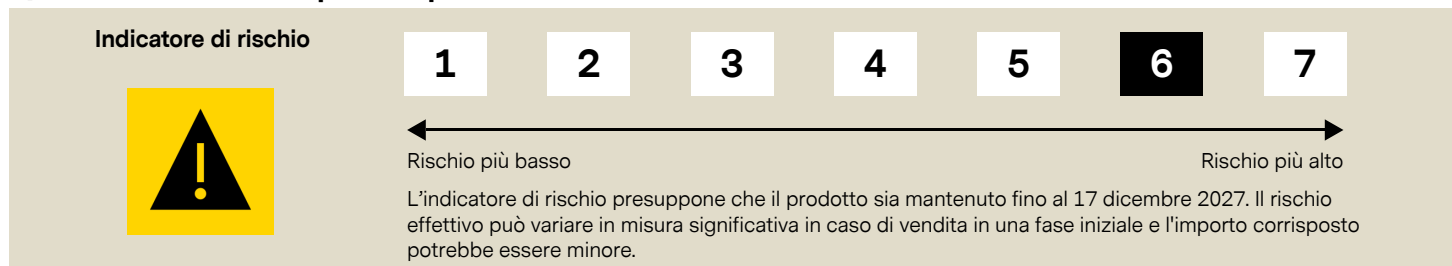 Indicatore di rischio
1 2 3 4 5 6 7
Rischio più basso Rischio più alto
L'indicatore di rischio presuppone che il prodotto sia mantenuto fino al 17 dicembre 2027. Il rischio
effettivo può variare in misura significativa in caso di vendita in una fase iniziale e l'importo corrisposto
potrebbe essere minore.